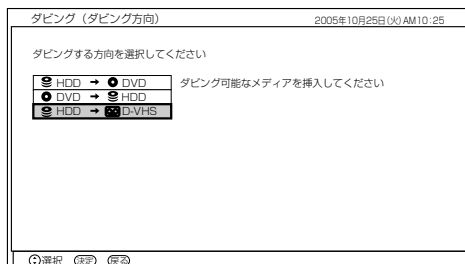 ダビング（ダビング方向）
2005年10月25日(火)AM10:25
ダビングする方向を選択してください
HDD → DVD
ダビング可能なメディアを挿入してください
DVD → HDD
HDD → D-VHS
選択 決定 戻る